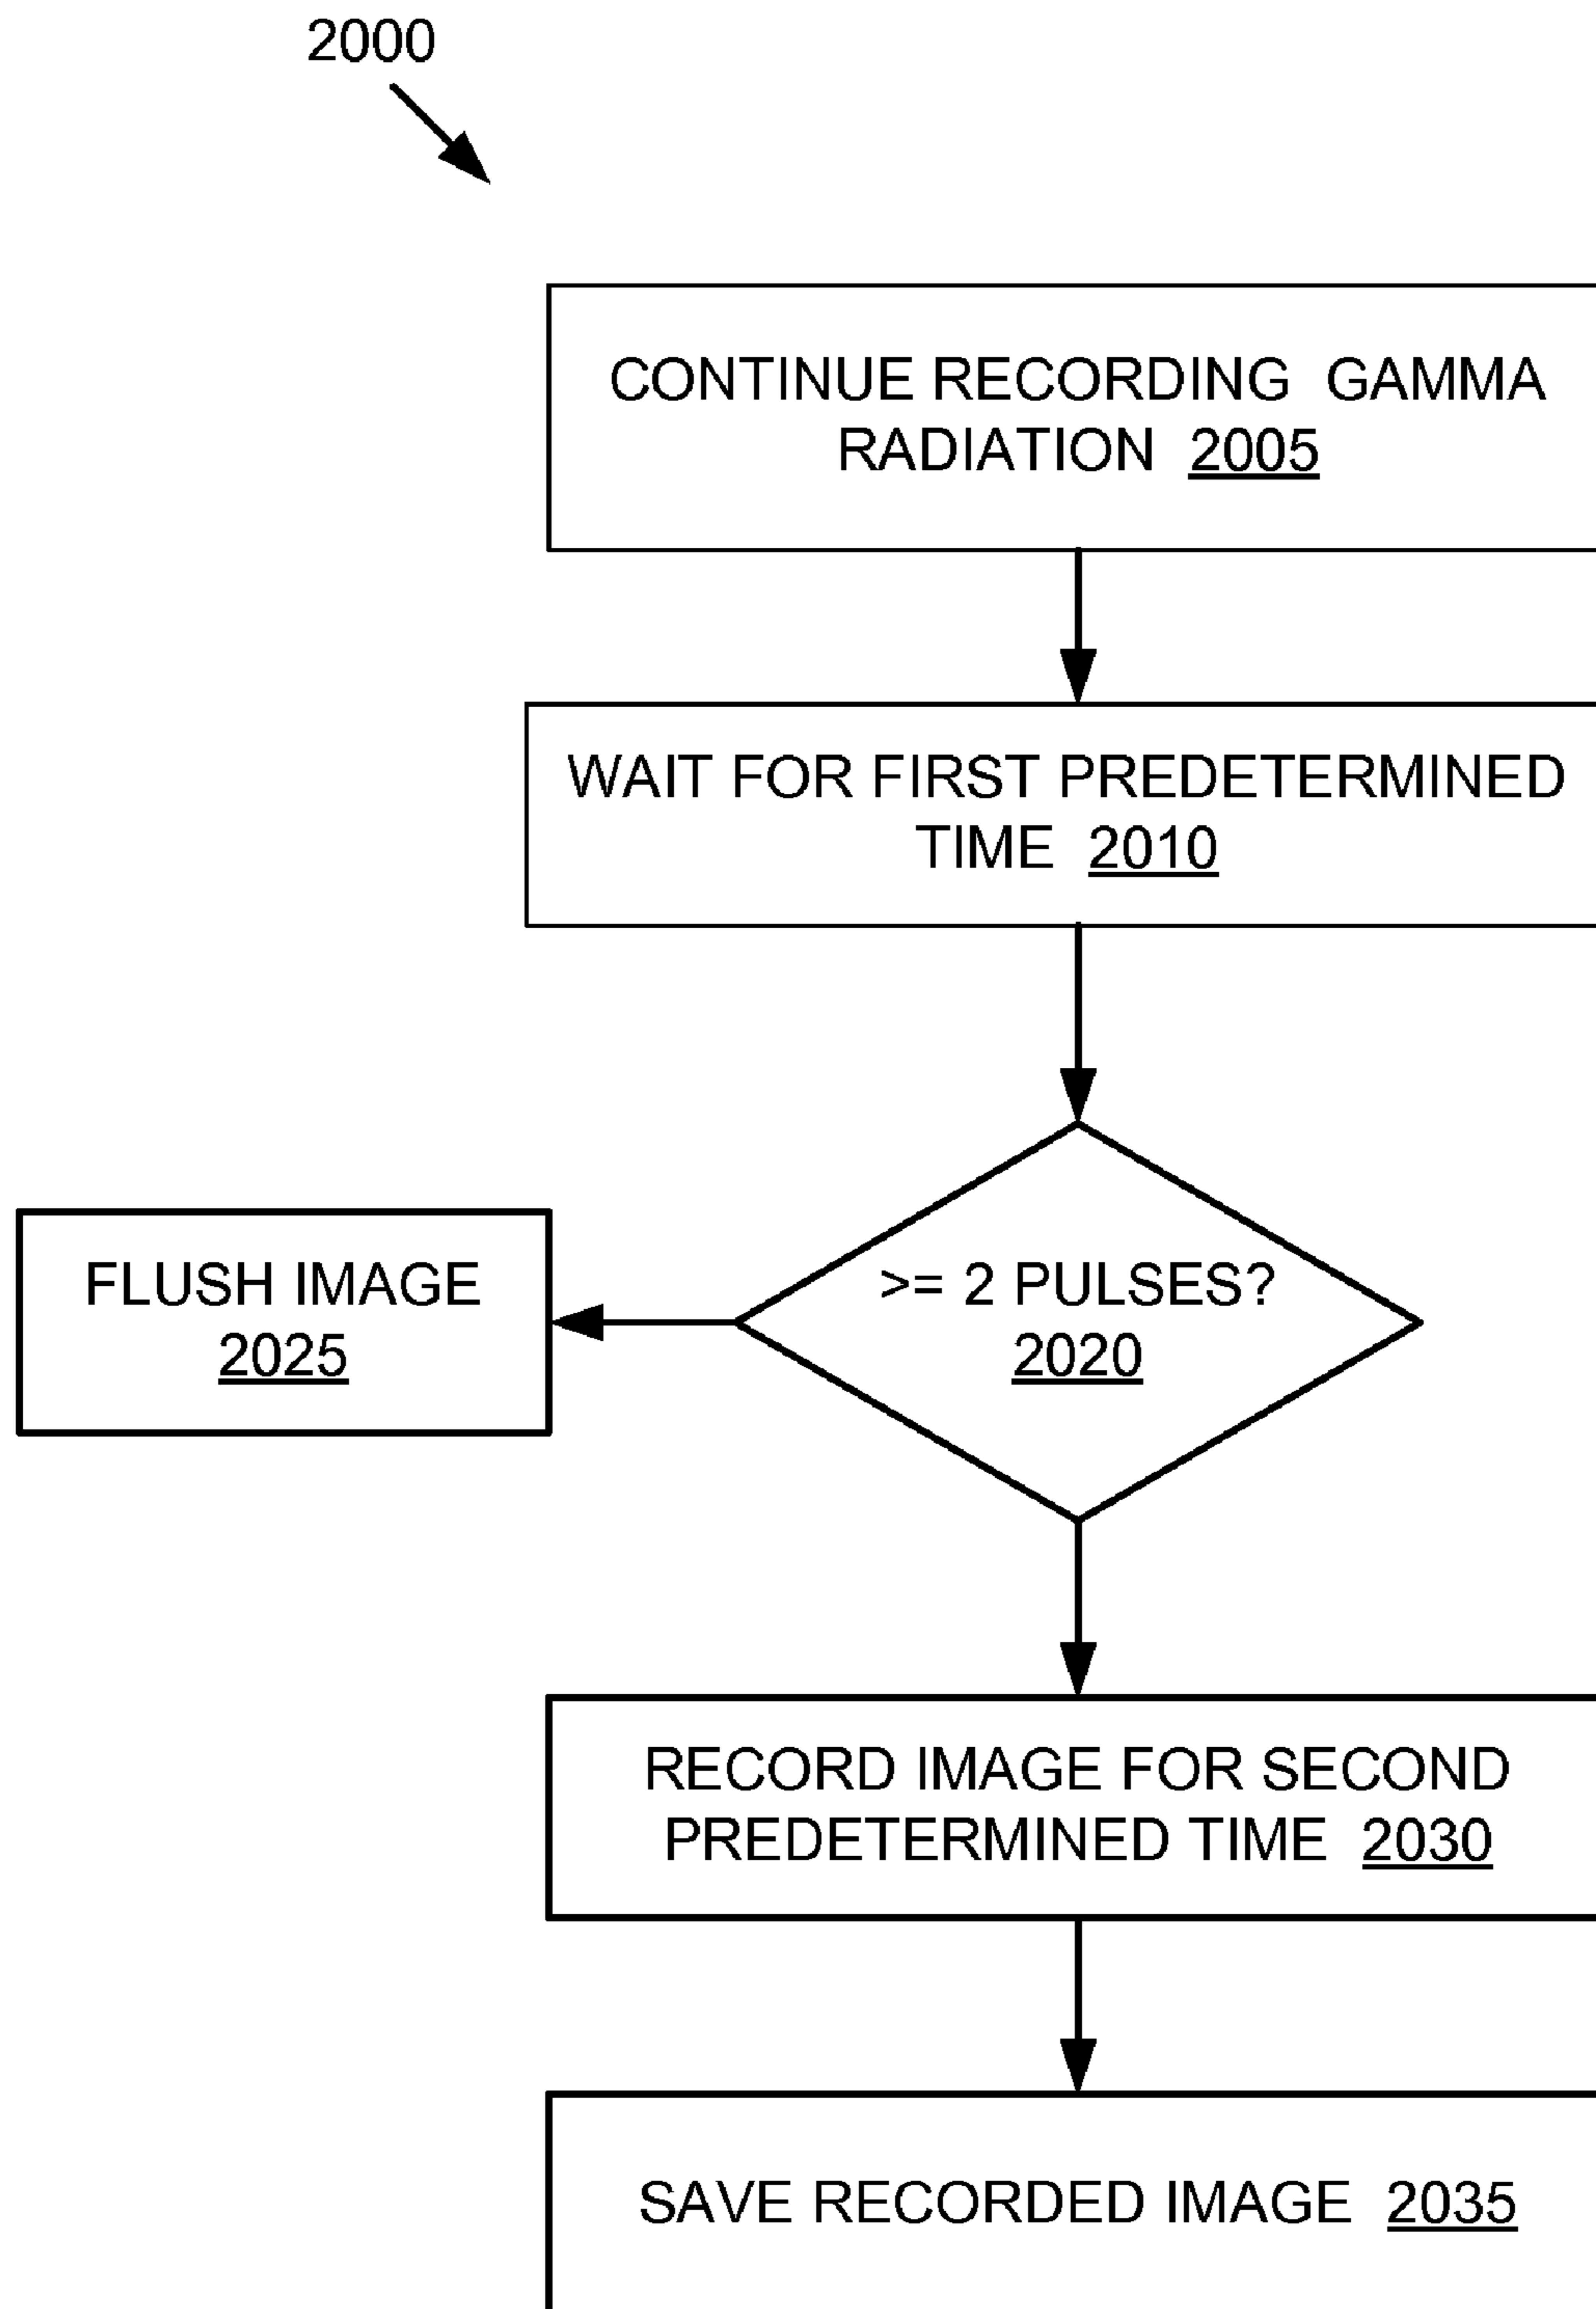 2000
CONTINUE RECORDING GAMMA
RADIATION 2005
WAIT FOR FIRST PREDETERMINED
TIME 2010
>= 2 PULSES?
2020
FLUSH IMAGE
2025
RECORD IMAGE FOR SECOND
PREDETERMINED TIME 2030
SAVE RECORDED IMAGE 2035